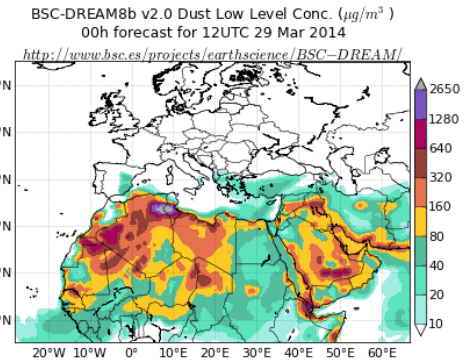 BSC-DREAM8b v2.0 Dust Low Level Conc. (μg/m³ )
00h forecast for 12UTC 29 Mar 2014
http://www.bsc.es/projects/earthscience/BSC−DREAM/
N
N
N
N
N
N
2650
1280
640
320
160
80
40
20
10
20°W 10°W 0° 10°E 20°E 30°E 40°E 50°E 60°E